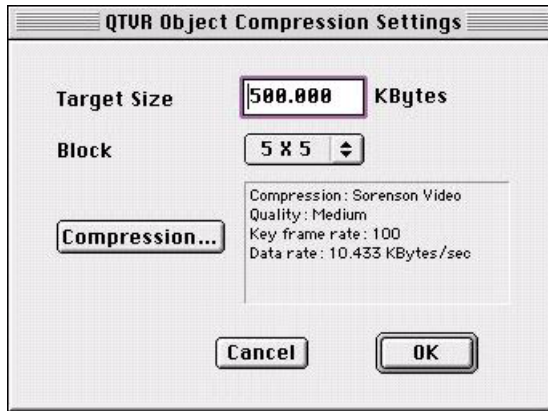 QTVR Object Compression Settings
Target Size 500.000 KBytes
Block 5 X 5
Compression...
Compression: Sorenson Video
Quality: Medium
Key frame rate: 100
Data rate: 10.433 KBytes/sec
Cancel OK